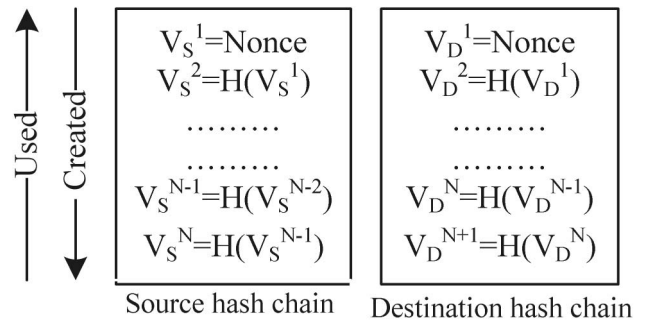 Used
Created
V_S^1=Nonce
V_S^2=H(V_S^1)
.........
.........
V_S^{N-1}=H(V_S^{N-2})
V_S^N=H(V_S^{N-1})
Source hash chain
V_D^1=Nonce
V_D^2=H(V_D^1)
.........
.........
V_D^N=H(V_D^{N-1})
V_D^{N+1}=H(V_D^N)
Destination hash chain